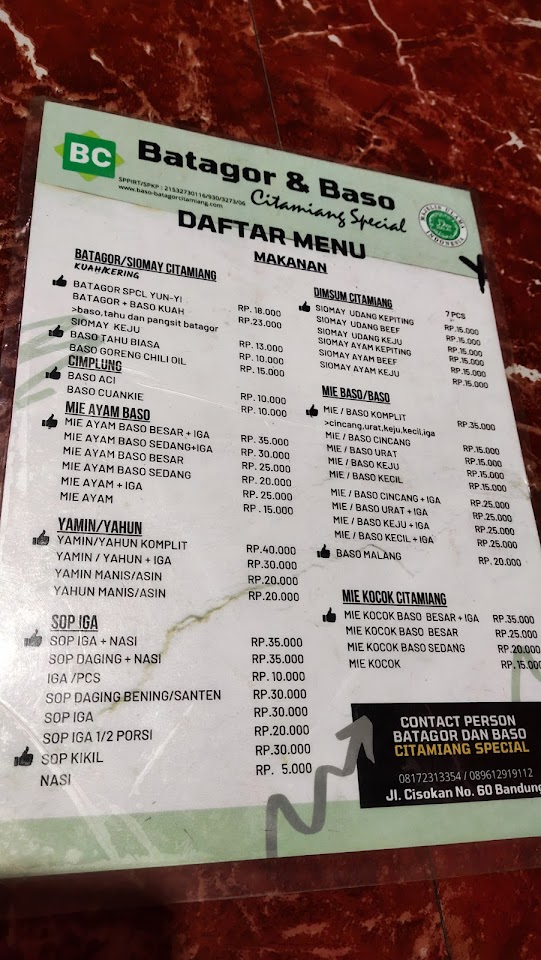 BC
Batagor & Baso
SPPIRT/SPKP : 21532730116/930/3273/06
www.baso-batagorcitamiang.com
Citamiang Special
MAJELIS ULAMA INDONESIA
DAFTAR MENU
MAKANAN
BATAGOR/SIOMAY CITAMIANG
KUAH/KERING
BATAGOR SPCL YUN-YI RP. 18.000
BATAGOR + BASO KUAH RP.23.000
>baso,tahu dan pangsit batagor
SIOMAY KEJU RP. 13.000
BASO TAHU BIASA RP. 10.000
BASO GORENG CHILI OIL RP. 15.000
CIMPLUNG
BASO ACI RP. 10.000
BASO CUANKIE RP. 10.000
MIE AYAM BASO
MIE AYAM BASO BESAR + IGA RP. 35.000
MIE AYAM BASO SEDANG+IGA RP. 30.000
MIE AYAM BASO BESAR RP. 25.000
MIE AYAM BASO SEDANG RP. 20.000
MIE AYAM + IGA RP. 25.000
MIE AYAM RP . 15.000
YAMIN/YAHUN
YAMIN/YAHUN KOMPLIT RP.40.000
YAMIN / YAHUN + IGA RP.30.000
YAMIN MANIS/ASIN RP.20.000
YAHUN MANIS/ASIN RP.20.000
SOP IGA
SOP IGA + NASI RP.35.000
SOP DAGING + NASI RP.35.000
IGA /PCS RP. 10.000
SOP DAGING BENING/SANTEN RP.30.000
SOP IGA RP.30.000
SOP IGA 1/2 PORSI RP.20.000
SOP KIKIL RP.30.000
NASI RP. 5.000
DIMSUM CITAMIANG 7 PCS
SIOMAY UDANG KEPITING RP.15.000
SIOMAY UDANG BEEF RP.15.000
SIOMAY UDANG KEJU RP.15.000
SIOMAY AYAM KEPITING RP.15.000
SIOMAY AYAM BEEF RP.15.000
SIOMAY AYAM KEJU RP.15.000
MIE BASO/BASO
MIE / BASO KOMPLIT RP.35.000
>cincang,urat,keju,kecil,iga
MIE / BASO CINCANG RP.15.000
MIE / BASO URAT RP.15.000
MIE / BASO KEJU RP.15.000
MIE / BASO KECIL RP.15.000
MIE / BASO CINCANG + IGA RP.25.000
MIE / BASO URAT + IGA RP.25.000
MIE / BASO KEJU + IGA RP.25.000
MIE / BASO KECIL + IGA RP.25.000
BASO MALANG RP. 20.000
MIE KOCOK CITAMIANG
MIE KOCOK BASO BESAR + IGA RP.35.000
MIE KOCOK BASO BESAR RP.25.000
MIE KOCOK BASO SEDANG RP.20.000
MIE KOCOK RP.15.000
CONTACT PERSON
BATAGOR DAN BASO
CITAMIANG SPECIAL
08172313354 / 089612919112
Jl. Cisokan No. 60 Bandung